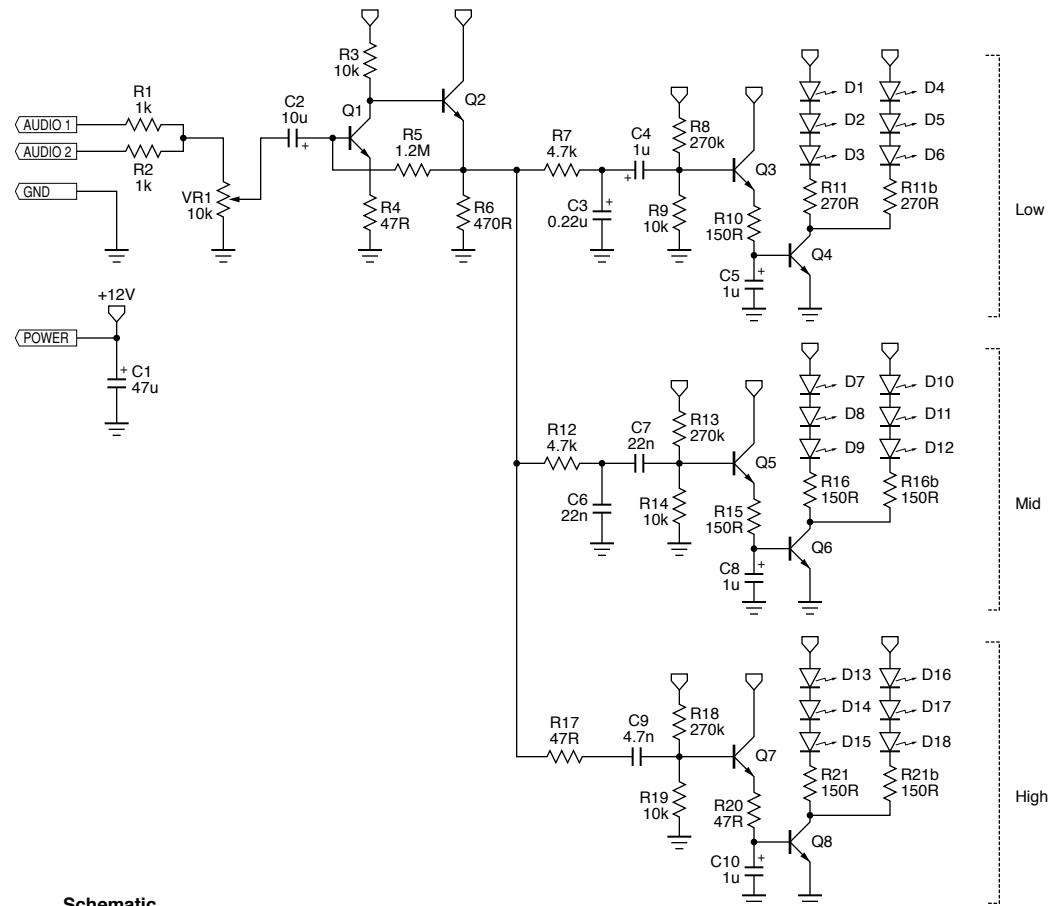 AUDIO 1
AUDIO 2
GND
R1
1k
R2
1k
VR1
10k
+12V
POWER
+ C1
47u
C2
10u
+
R3
10k
Q1
Q2
R5
1.2M
R4
47R
R6
470R
R7
4.7k
C3
0.22u
+
C4
1u
+
R8
270k
R9
10k
Q3
R10
150R
C5
1u
+
Q4
D1
D2
D3
R11
270R
D4
D5
D6
R11b
270R
Low
R12
4.7k
C6
22n
C7
22n
R13
270k
R14
10k
Q5
R15
150R
C8
1u
+
Q6
D7
D8
D9
R16
150R
D10
D11
D12
R16b
150R
Mid
R17
47R
C9
4.7n
R18
270k
R19
10k
Q7
R20
47R
C10
1u
+
Q8
D13
D14
D15
R21
150R
D16
D17
D18
R21b
150R
High
Schematic